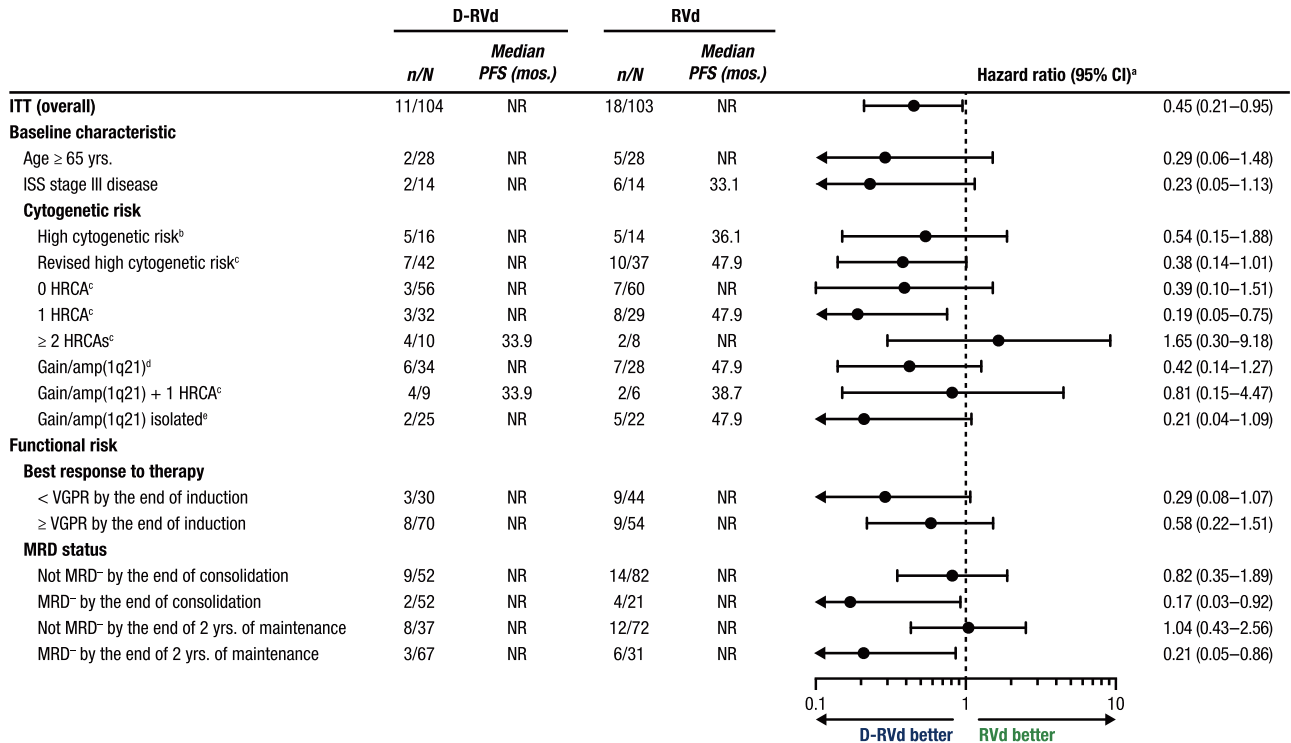 D-RVd RVd
Median Median
n/N PFS (mos.) n/N PFS (mos.) Hazard ratio (95% CI)ᵃ
ITT (overall) 11/104 NR 18/103 NR 0.45 (0.21–0.95)
Baseline characteristic
Age ≥ 65 yrs. 2/28 NR 5/28 NR 0.29 (0.06–1.48)
ISS stage III disease 2/14 NR 6/14 33.1 0.23 (0.05–1.13)
Cytogenetic risk
High cytogenetic riskᵇ 5/16 NR 5/14 36.1 0.54 (0.15–1.88)
Revised high cytogenetic riskᶜ 7/42 NR 10/37 47.9 0.38 (0.14–1.01)
0 HRCAᶜ 3/56 NR 7/60 NR 0.39 (0.10–1.51)
1 HRCAᶜ 3/32 NR 8/29 47.9 0.19 (0.05–0.75)
≥ 2 HRCAsᶜ 4/10 33.9 2/8 NR 1.65 (0.30–9.18)
Gain/amp(1q21)ᵈ 6/34 NR 7/28 47.9 0.42 (0.14–1.27)
Gain/amp(1q21) + 1 HRCAᶜ 4/9 33.9 2/6 38.7 0.81 (0.15–4.47)
Gain/amp(1q21) isolatedᵉ 2/25 NR 5/22 47.9 0.21 (0.04–1.09)
Functional risk
Best response to therapy
< VGPR by the end of induction 3/30 NR 9/44 NR 0.29 (0.08–1.07)
≥ VGPR by the end of induction 8/70 NR 9/54 NR 0.58 (0.22–1.51)
MRD status
Not MRD⁻ by the end of consolidation 9/52 NR 14/82 NR 0.82 (0.35–1.89)
MRD⁻ by the end of consolidation 2/52 NR 4/21 NR 0.17 (0.03–0.92)
Not MRD⁻ by the end of 2 yrs. of maintenance 8/37 NR 12/72 NR 1.04 (0.43–2.56)
MRD⁻ by the end of 2 yrs. of maintenance 3/67 NR 6/31 NR 0.21 (0.05–0.86)
0.1 1 10
D-RVd better RVd better